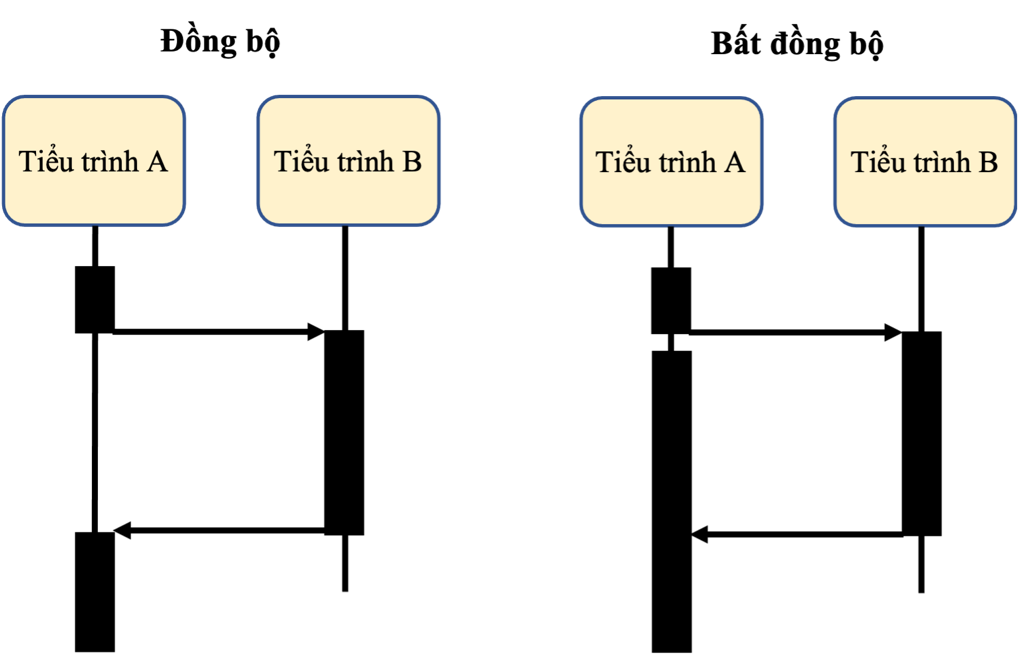 Đồng bộ
Bất đồng bộ
Tiểu trình A
Tiểu trình B
Tiểu trình A
Tiểu trình B